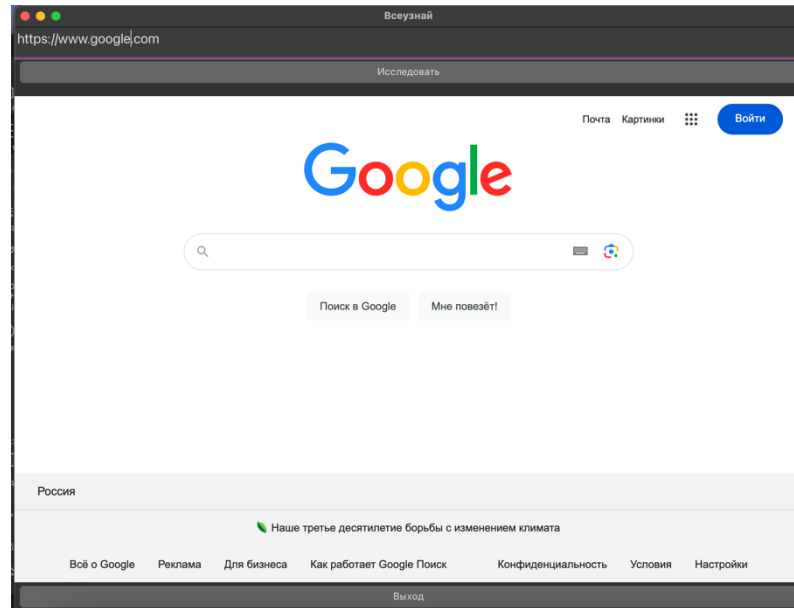 Всеузнай
https://www.google.com
Исследовать
Почта Картинки Войти
Google
Поиск в Google Мне повезёт!
Россия
Наше третье десятилетие борьбы с изменением климата
Всё о Google Реклама Для бизнеса Как работает Google Поиск Конфиденциальность Условия Настройки
Выход